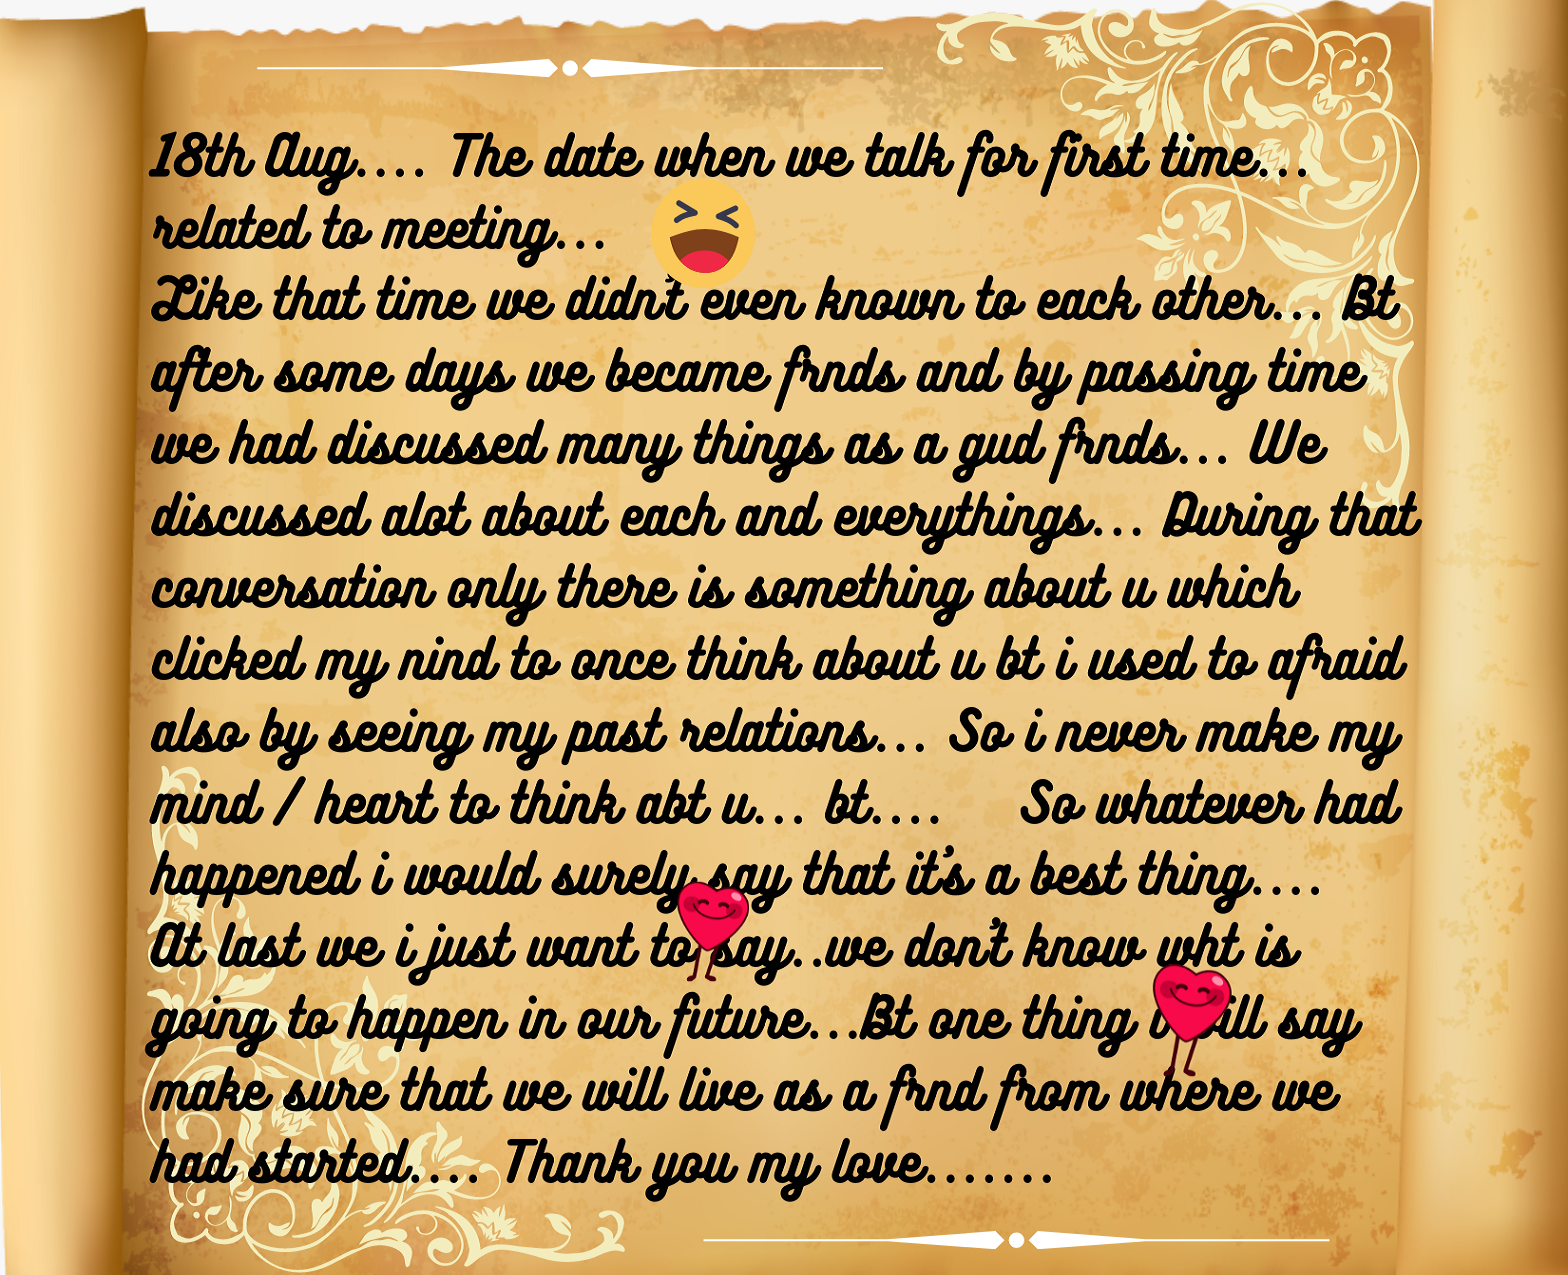 18th Aug.... The date when we talk for first time...
related to meeting...
Like that time we didn't even known to each other... Bt
after some days we became frnds and by passing time
we had discussed many things as a gud frnds... We
discussed alot about each and everythings... During that
conversation only there is something about u which
clicked my nind to once think about u bt i used to afraid
also by seeing my past relations... So i never make my
mind / heart to think abt u... bt.... So whatever had
happened i would surely say that it's a best thing....
At last we i just want to say..we don't know wht is
going to happen in our future...Bt one thing i will say
make sure that we will live as a frnd from where we
had started.... Thank you my love.......